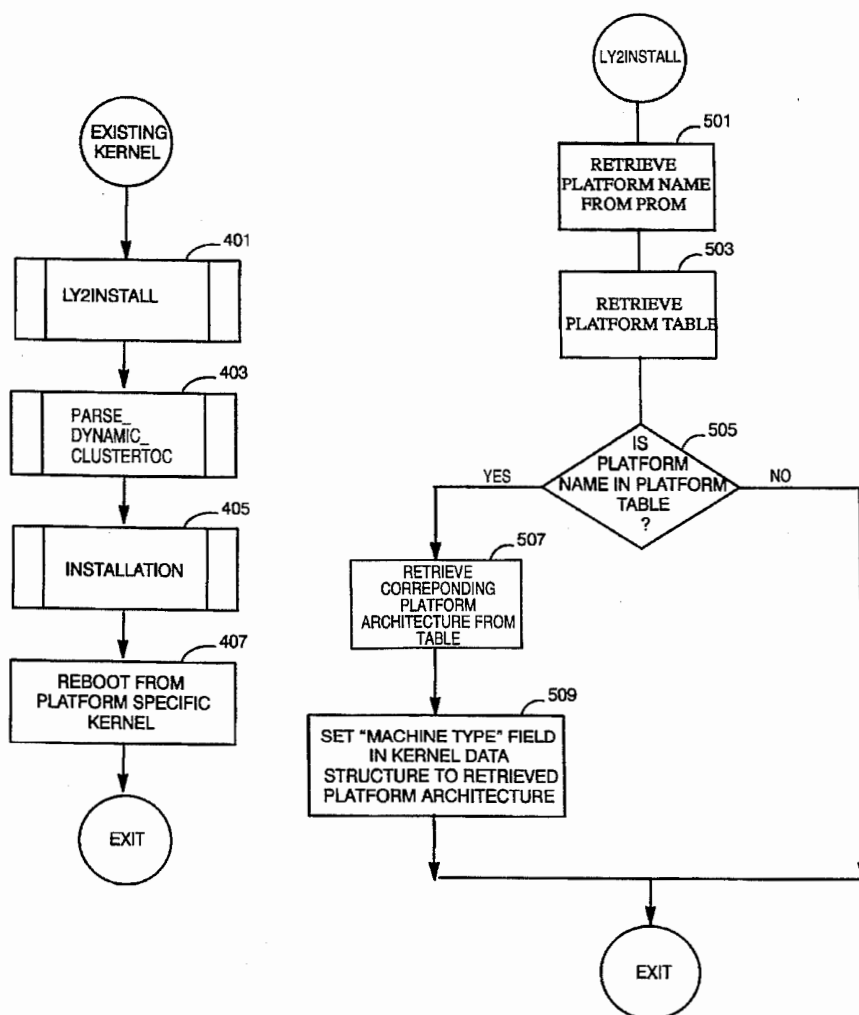 EXISTING
KERNEL
401
LY2INSTALL
403
PARSE_
DYNAMIC_
CLUSTERTOC
405
INSTALLATION
407
REBOOT FROM
PLATFORM SPECIFIC
KERNEL
EXIT
LY2INSTALL
501
RETRIEVE
PLATFORM NAME
FROM PROM
503
RETRIEVE
PLATFORM TABLE
505
IS
PLATFORM
NAME IN PLATFORM
TABLE
?
YES
NO
507
RETRIEVE
CORREPONDING
PLATFORM
ARCHITECTURE FROM
TABLE
509
SET "MACHINE TYPE" FIELD
IN KERNEL DATA
STRUCTURE TO RETRIEVED
PLATFORM ARCHITECTURE
EXIT